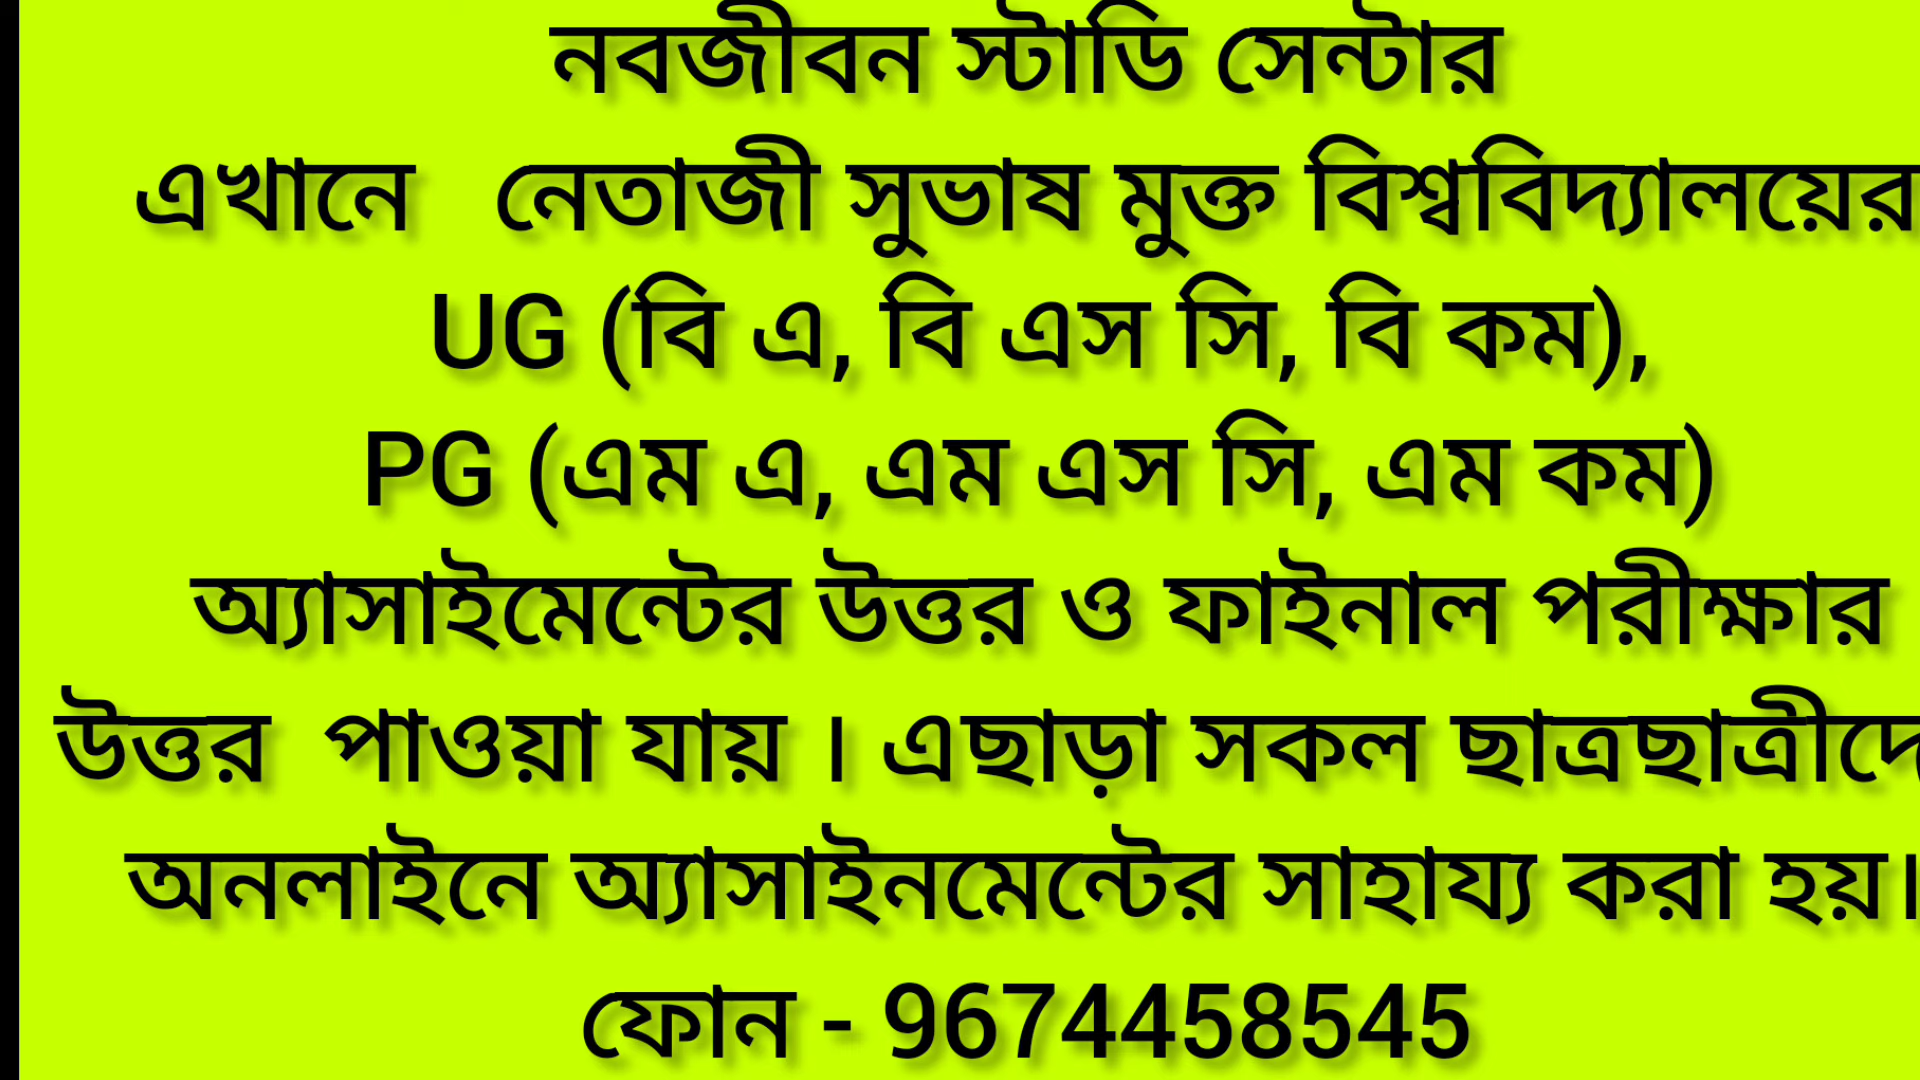 নবজীবন স্টাডি সেন্টার
এখানে নেতাজী সুভাষ মুক্ত বিশ্ববিদ্যালয়ের
UG (বি এ, বি এস সি, বি কম),
PG (এম এ, এম এস সি, এম কম)
অ্যাসাইমেন্টের উত্তর ও ফাইনাল পরীক্ষার
উত্তর পাওয়া যায় । এছাড়া সকল
অনলাইনে অ্যাসাইনমেন্টের সাহায্য করা হয়।
ফোন - 9674458545